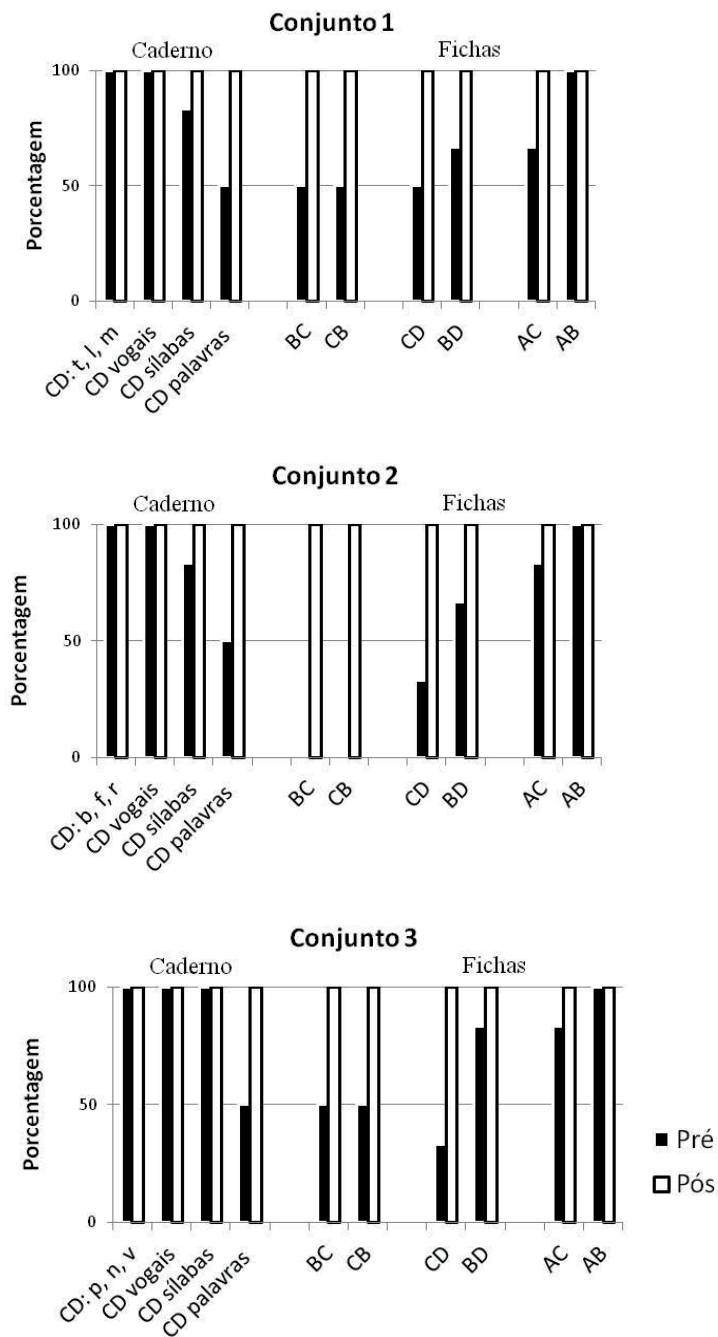 Conjunto 1
Caderno
Fichas
Porcentagem
100
50
0
CD: t, l, m
CD vogais
CD sílabas
CD palavras
BC
CB
CD
BD
AC
AB
Conjunto 2
Caderno
Fichas
Porcentagem
100
50
0
CD: b, f, r
CD vogais
CD sílabas
CD palavras
BC
CB
CD
BD
AC
AB
Conjunto 3
Caderno
Fichas
Porcentagem
100
50
0
CD: p, n, v
CD vogais
CD sílabas
CD palavras
BC
CB
CD
BD
AC
AB
Pré
Pós